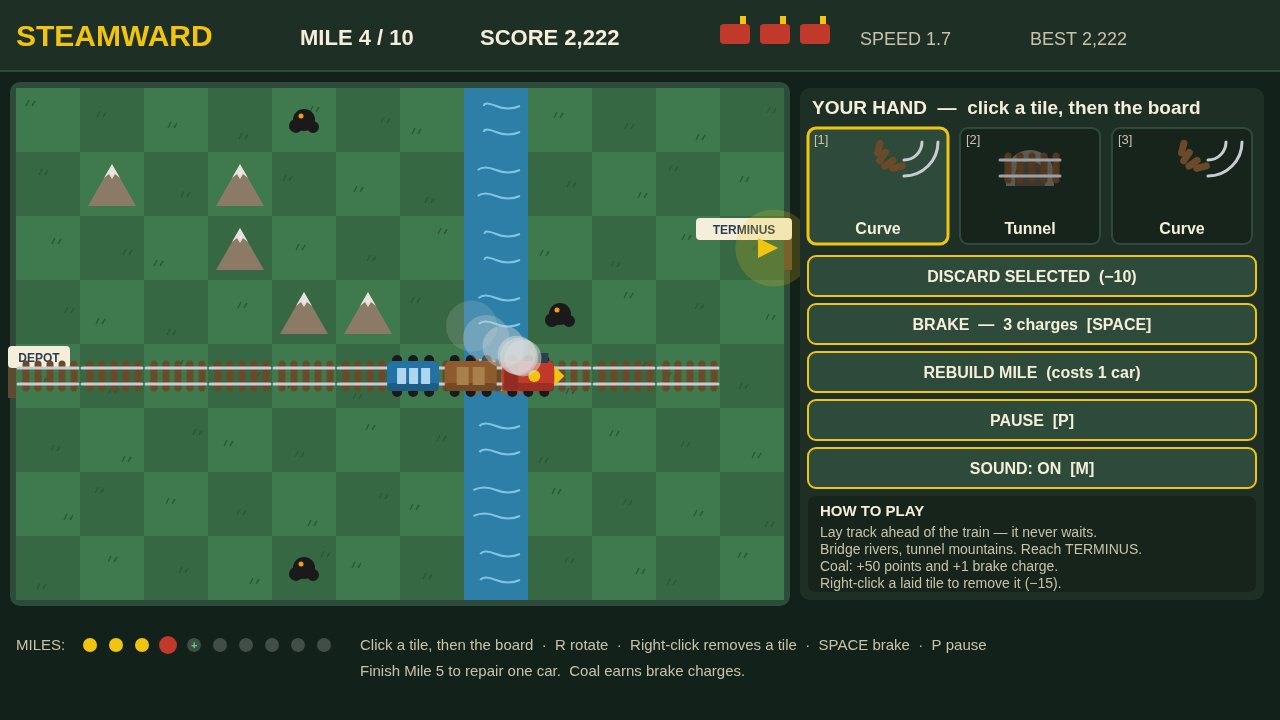 STEAMWARD
MILE 4 / 10
SCORE 2,222
SPEED 1.7
BEST 2,222
TERMINUS
DEPOT
YOUR HAND — click a tile, then the board
[1]
Curve
[2]
Tunnel
[3]
Curve
DISCARD SELECTED (−10)
BRAKE — 3 charges [SPACE]
REBUILD MILE (costs 1 car)
PAUSE [P]
SOUND: ON [M]
HOW TO PLAY
Lay track ahead of the train — it never waits.
Bridge rivers, tunnel mountains. Reach TERMINUS.
Coal: +50 points and +1 brake charge.
Right-click a laid tile to remove it (−15).
MILES:
+
Click a tile, then the board · R rotate · Right-click removes a tile · SPACE brake · P pause
Finish Mile 5 to repair one car. Coal earns brake charges.